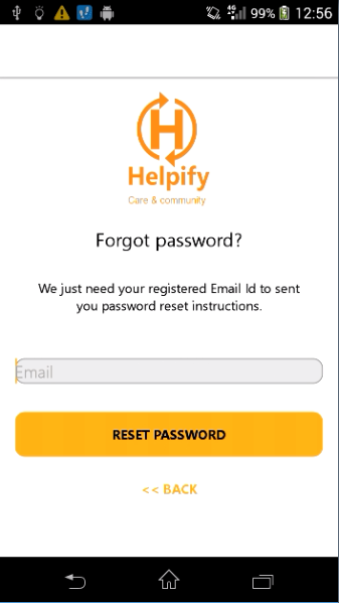 4G 99% 12:56
H
Helpify
Care & community
Forgot password?
We just need your registered Email Id to sent
you password reset instructions.
Email
RESET PASSWORD
<< BACK